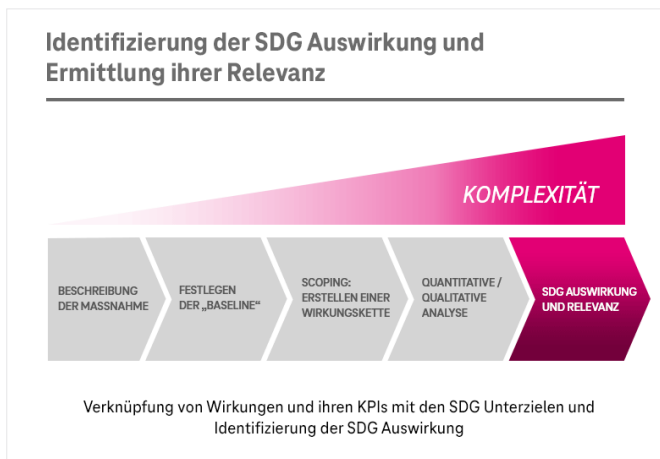 Identifizierung der SDG Auswirkung und
Ermittlung ihrer Relevanz
KOMPLEXITÄT
BESCHREIBUNG
DER MASSNAHME
FESTLEGEN
DER „BASELINE“
SCOPING:
ERSTELLEN EINER
WIRKUNGSKETTE
QUANTITATIVE /
QUALITATIVE
ANALYSE
SDG AUSWIRKUNG
UND RELEVANZ
Verknüpfung von Wirkungen und ihren KPIs mit den SDG Unterzielen und
Identifizierung der SDG Auswirkung